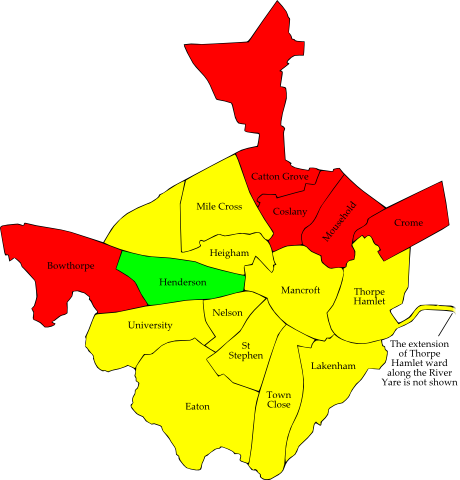 Catton Grove
Mile Cross
Coslany
Mousehold
Crome
Heigham
Bowthorpe
Henderson
Mancroft
Thorpe
Hamlet
University
Nelson
St
Stephen
Lakenham
The extension
of Thorpe
Hamlet ward
along the River
Yare is not shown
Eaton
Town
Close